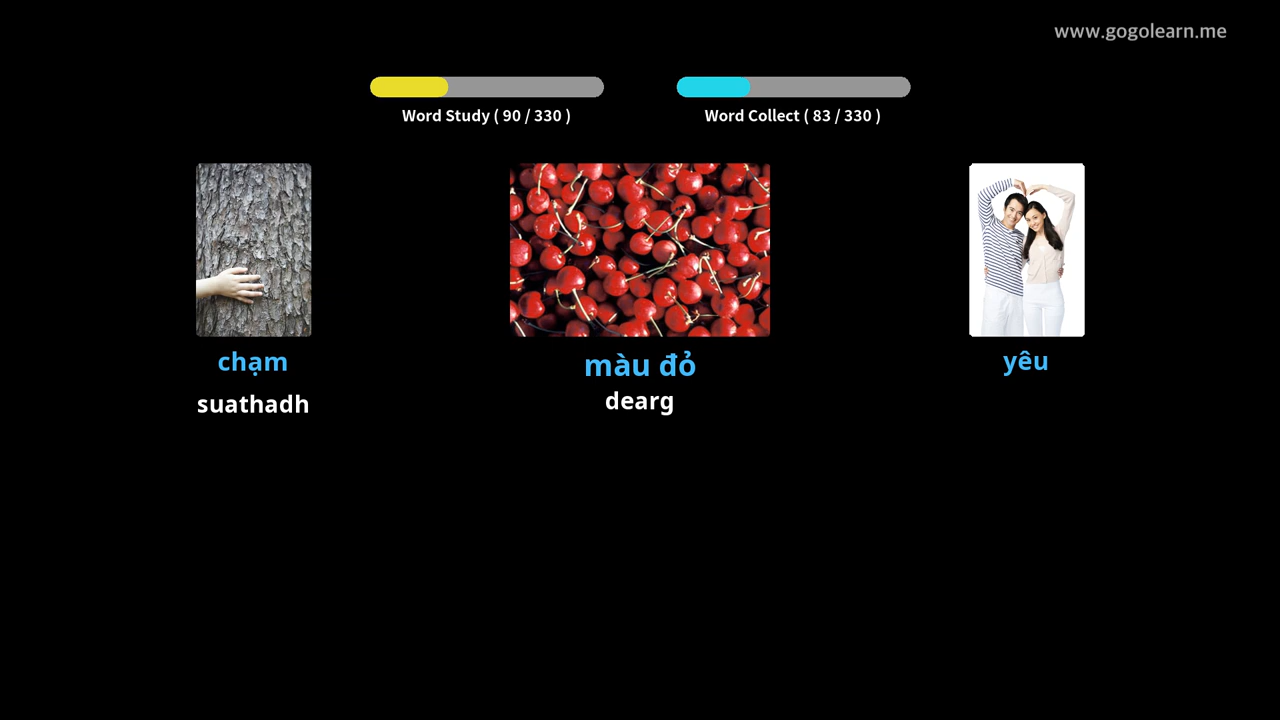 www.gogolearn.me
Word Study ( 90 / 330 )
Word Collect ( 83 / 330 )
chạm
suathadh
màu đỏ
dearg
yêu